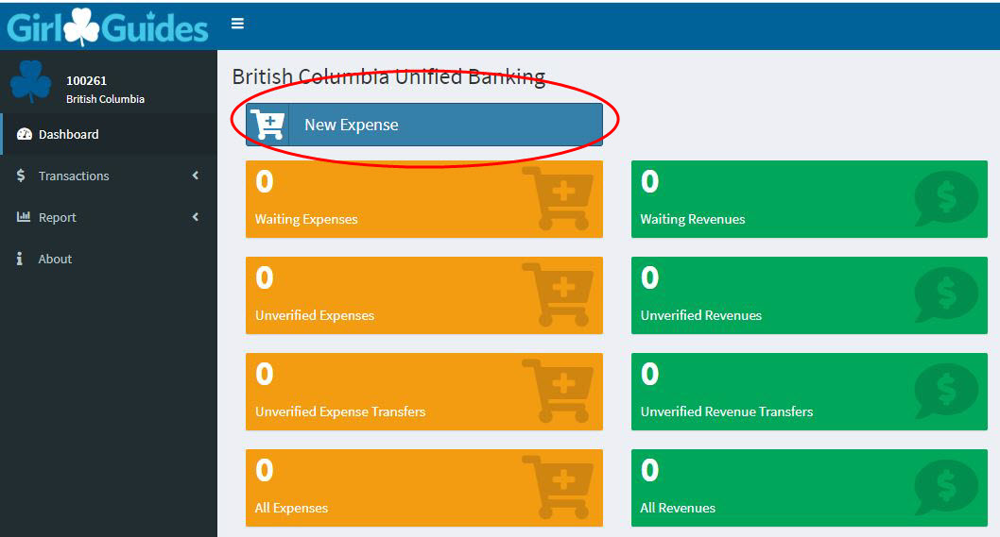 Girl Guides
100261
British Columbia
Dashboard
Transactions
Report
About
British Columbia Unified Banking
New Expense
0
Waiting Expenses
0
Waiting Revenues
0
Unverified Expenses
0
Unverified Revenues
0
Unverified Expense Transfers
0
Unverified Revenue Transfers
0
All Expenses
0
All Revenues